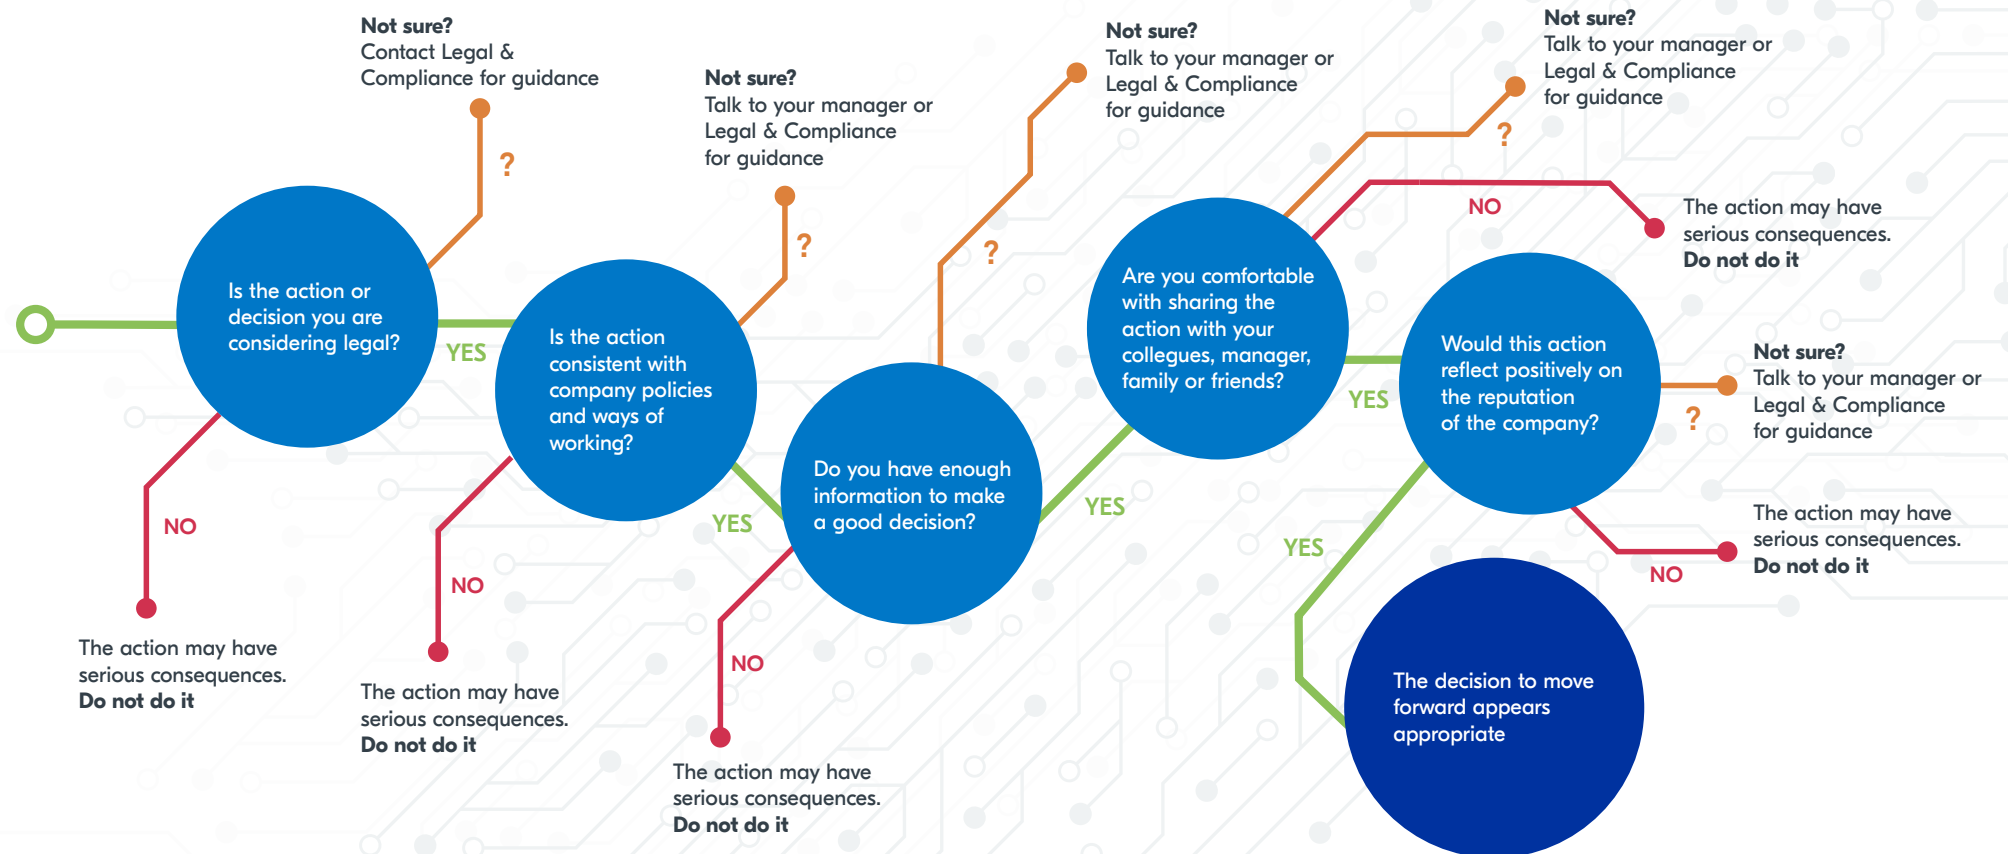 Not sure?
Contact Legal &
Compliance for guidance
?
Is the action or
decision you are
considering legal?
YES
NO
The action may have
serious consequences.
Do not do it
Not sure?
Talk to your manager or
Legal & Compliance
for guidance
?
Is the action
consistent with
company policies
and ways of
working?
YES
NO
The action may have
serious consequences.
Do not do it
Not sure?
Talk to your manager or
Legal & Compliance
for guidance
?
Do you have enough
information to make
a good decision?
YES
NO
The action may have
serious consequences.
Do not do it
Not sure?
Talk to your manager or
Legal & Compliance
for guidance
?
NO
The action may have
serious consequences.
Do not do it
Are you comfortable
with sharing the
action with your
collegues, manager,
family or friends?
YES
Would this action
reflect positively on
the reputation
of the company?
Not sure?
Talk to your manager or
Legal & Compliance
for guidance
?
NO
The action may have
serious consequences.
Do not do it
YES
The decision to move
forward appears
appropriate